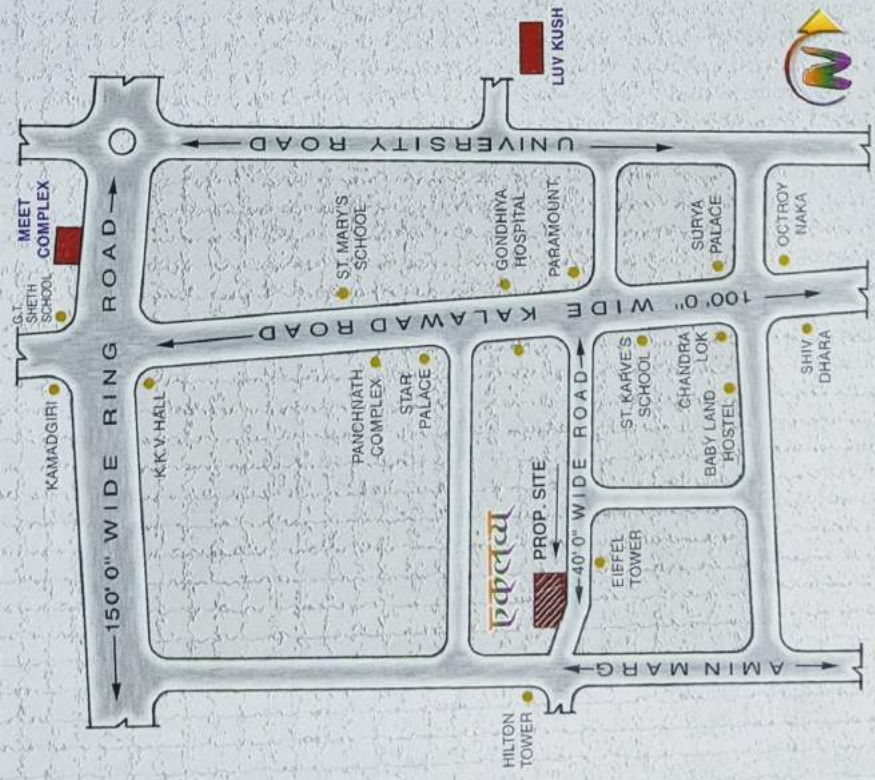 MEET
COMPLEX
G.T.
SHETH
SCHOOL
KAMADGIRI
150'0" WIDE RING ROAD
K.K.V. HALL
LUV KUSH
UNIVERSITY ROAD
ST. MARY'S
SCHOOL
GONDHIYA
HOSPITAL
PARAMOUNT
SURYA
PALACE
OCTROY
NAKA
100'0" WIDE KALAWAD ROAD
PANCHNATH
COMPLEX
STAR
PALACE
एकलव्य
PROP. SITE
40'0" WIDE ROAD
ST. KARVE'S
SCHOOL
CHANDRA
LOK
BABY LAND
HOSTEL
SHIV
DHARA
EIFFEL
TOWER
HILTON
TOWER
AMIN MARG